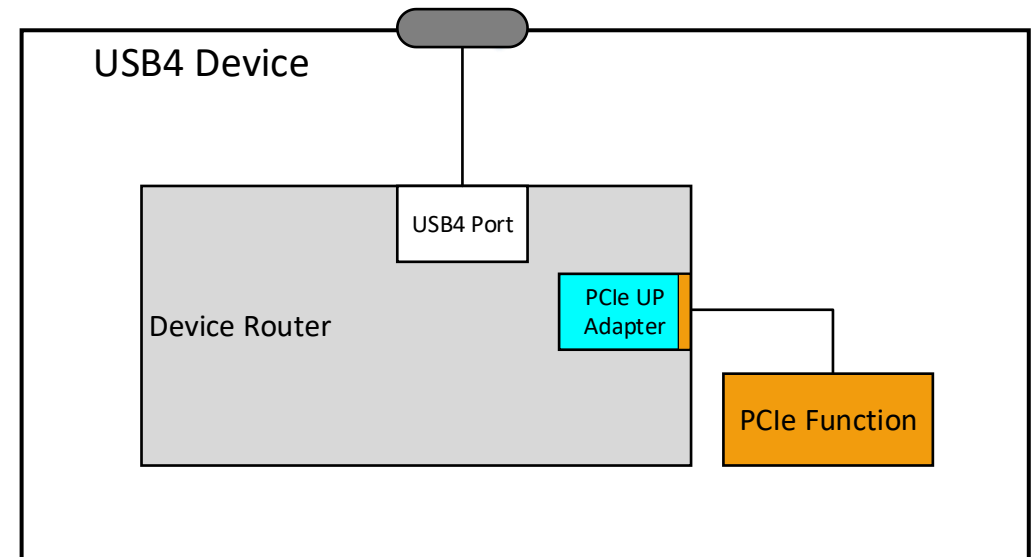 USB4 Device
USB4 Port
PCIe UP
Adapter
Device Router
PCIe Function